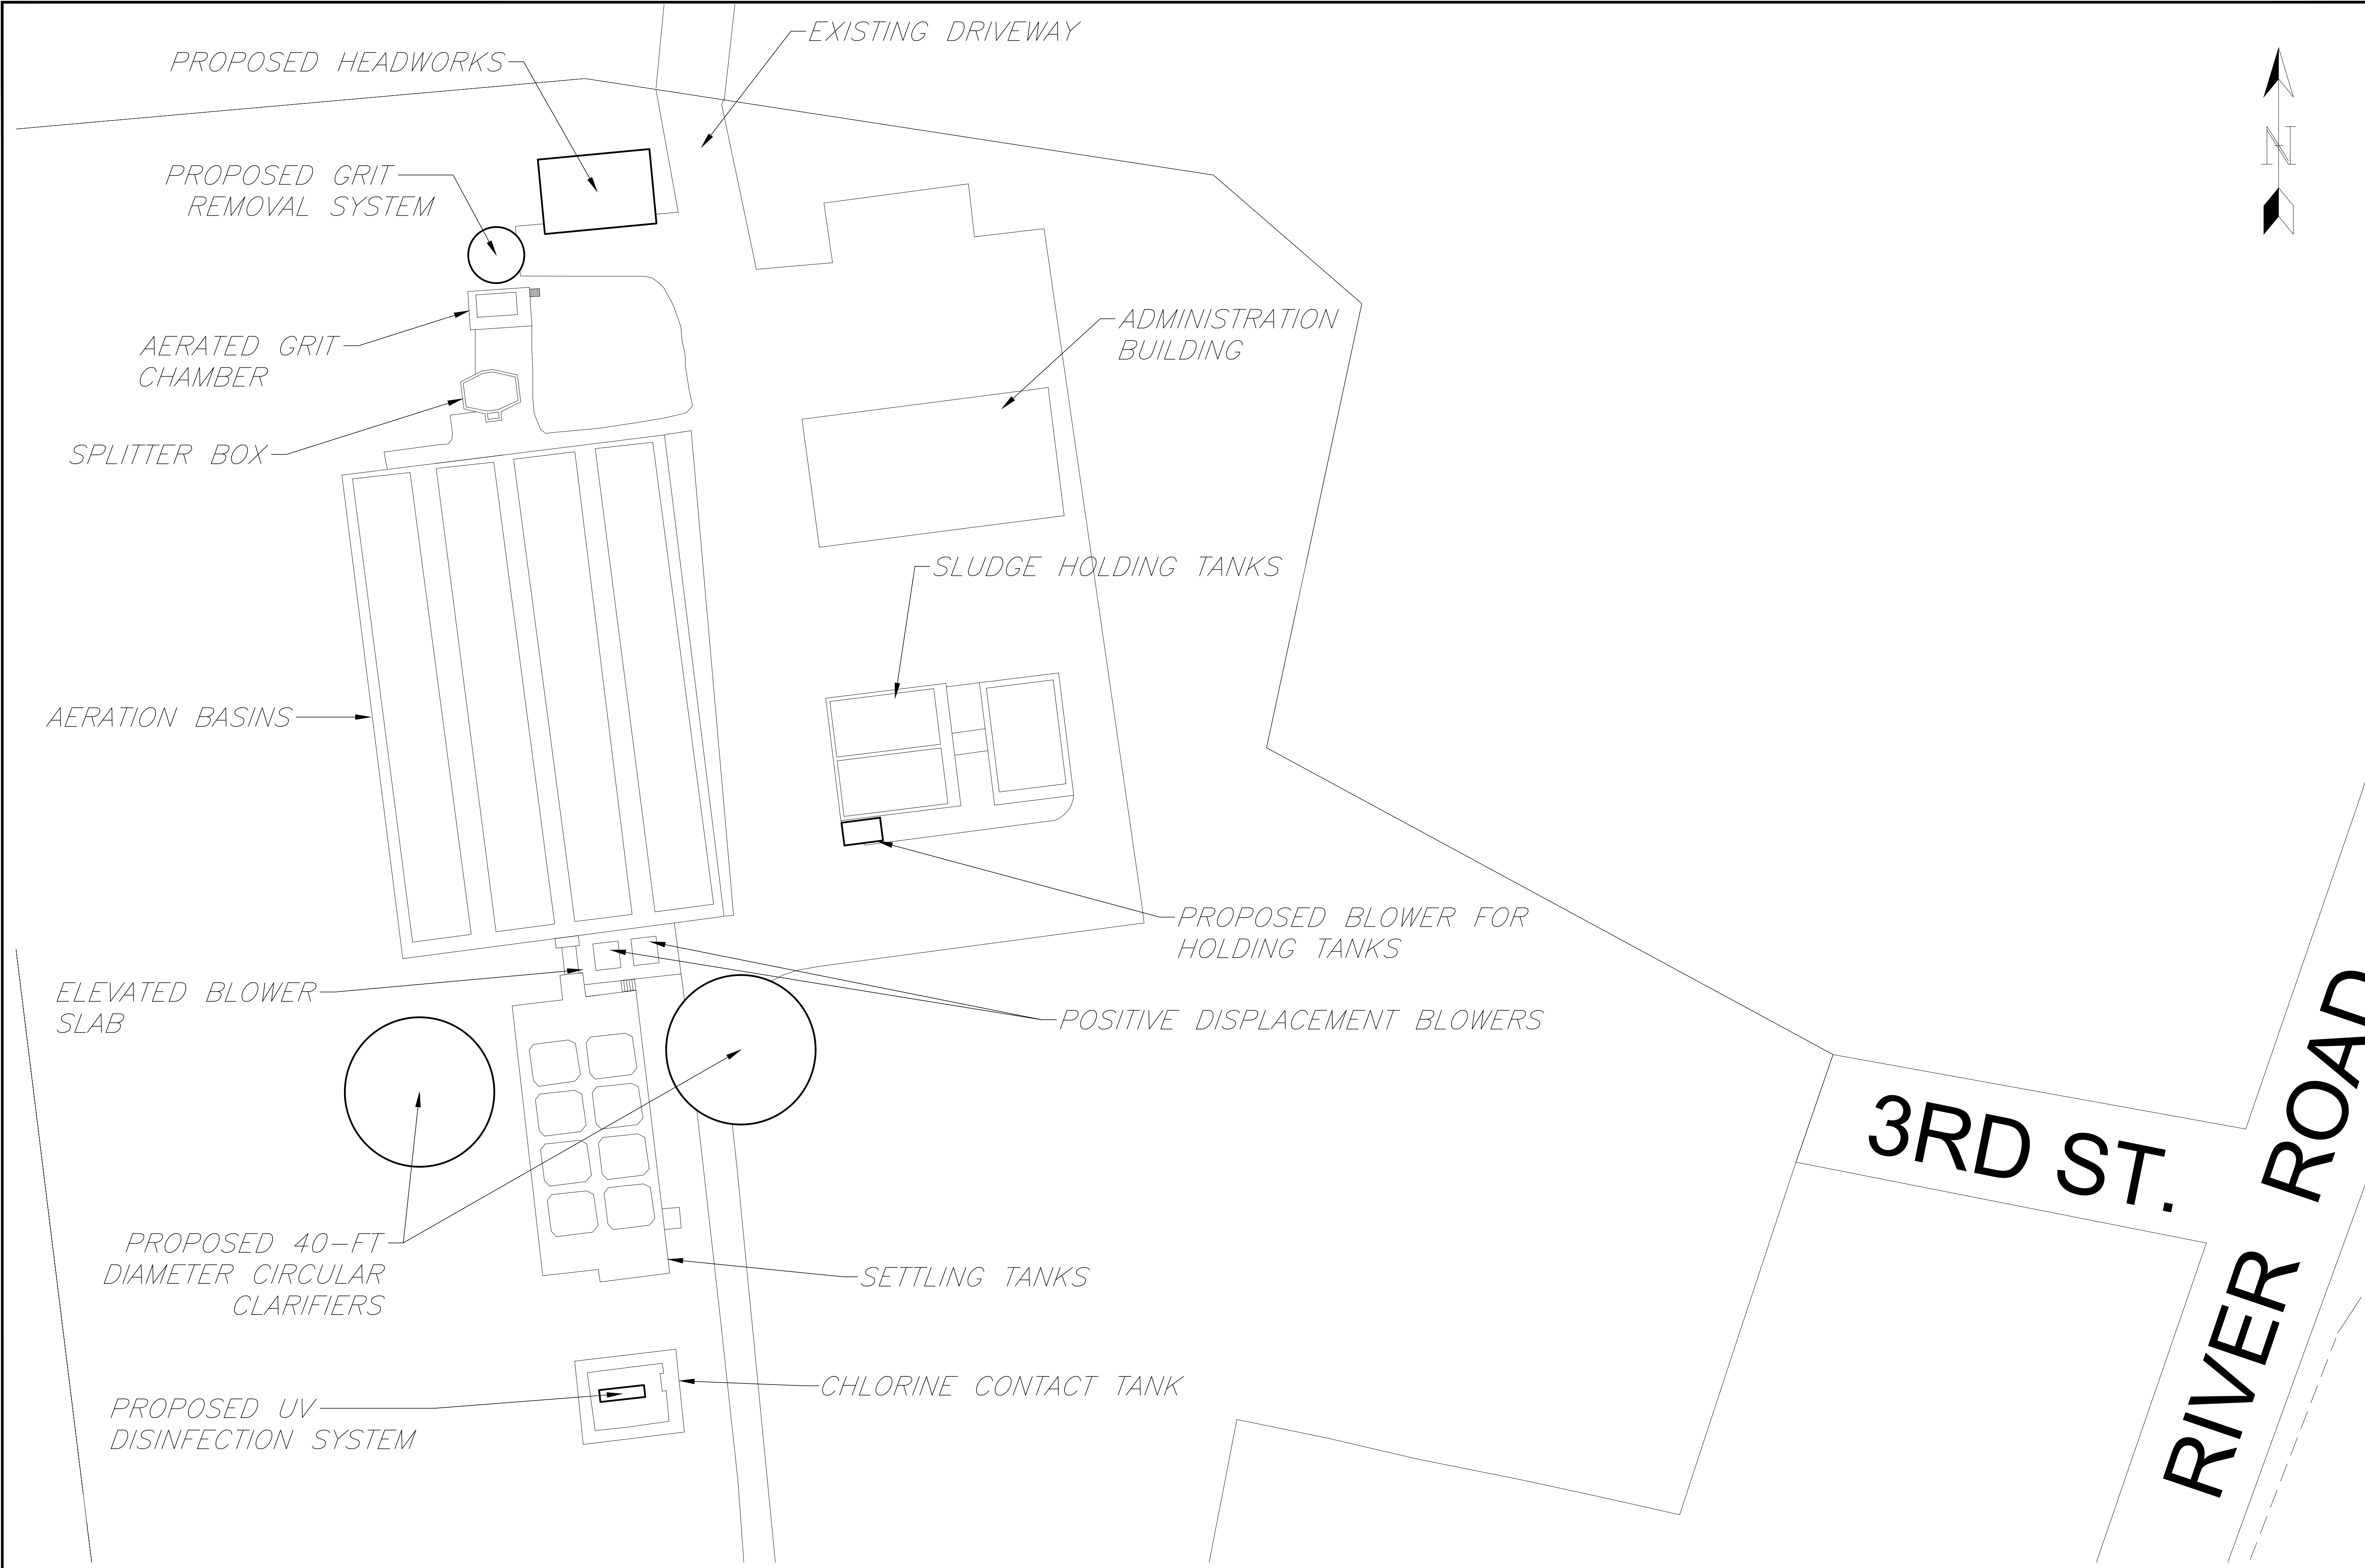 EXISTING DRIVEWAY
PROPOSED HEADWORKS
N
PROPOSED GRIT
REMOVAL SYSTEM
ADMINISTRATION
BUILDING
AERATED GRIT
CHAMBER
SPLITTER BOX
SLUDGE HOLDING TANKS
AERATION BASINS
PROPOSED BLOWER FOR
HOLDING TANKS
ELEVATED BLOWER
SLAB
POSITIVE DISPLACEMENT BLOWERS
3RD ST.
RIVER ROAD
PROPOSED 40-FT
DIAMETER CIRCULAR
CLARIFIERS
SETTLING TANKS
CHLORINE CONTACT TANK
PROPOSED UV
DISINFECTION SYSTEM